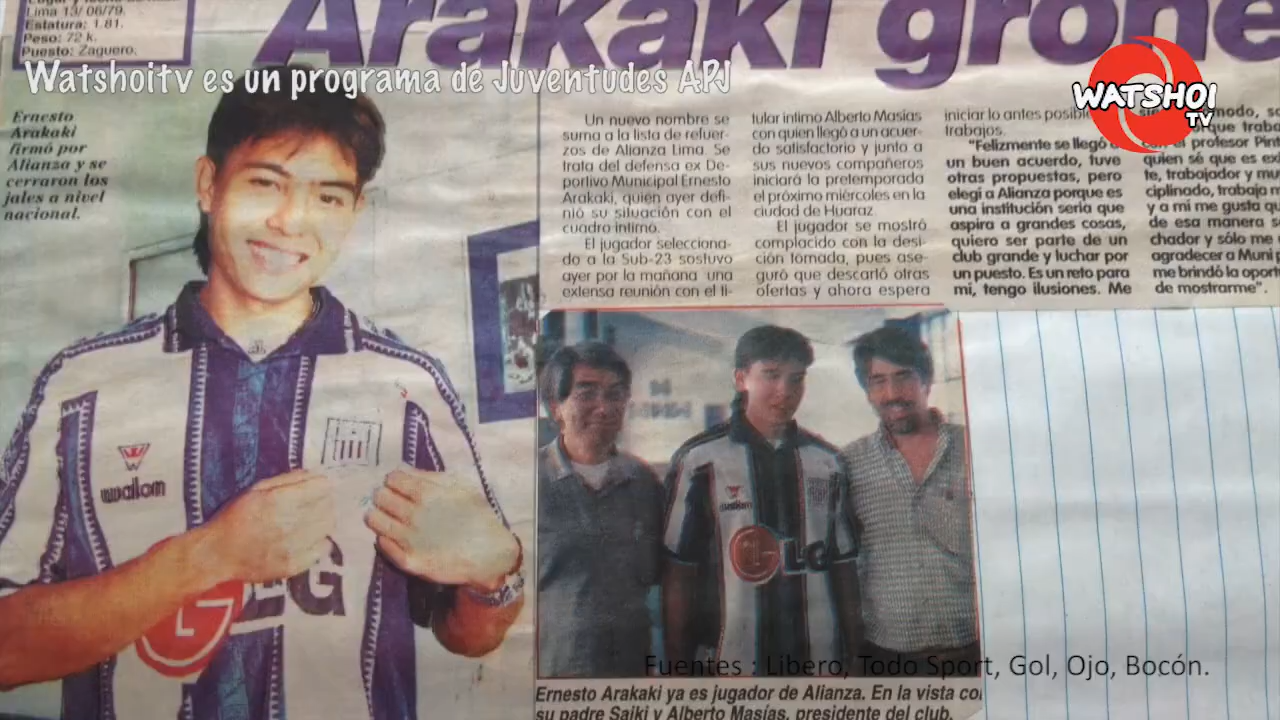 Lima 13/ 06/79.
Estatura: 1.81.
Peso: 72 k.
Puesto: Zaguero.
Arakaki grone
Watshoitv es un programa de Juventudes APJ
WATSHOI
TV
Ernesto
Arakaki
firmó por
Alianza y se
cerraron los
jales a nivel
nacional.
Un nuevo nombre se
suma a la lista de refuer-
zos de Alianza Lima. Se
trata del defensa ex De-
portivo Municipal Ernesto
Arakaki, quien ayer defi-
nió su situación con el
cuadro íntimo.
El jugador selecciona-
do a la Sub-23 sostuvo
ayer por la mañana una
extensa reunión con el ti-
tular íntimo Alberto Masías
con quien llegó a un acuer-
do satisfactorio y junto a
sus nuevos compañeros
iniciará la pretemporada
el próximo miércoles en la
ciudad de Huaraz.
El jugador se mostró
complacido con la desi-
ción tomada, pues ase-
guró que descartó otras
ofertas y ahora espera
iniciar lo antes posible
trabajos.
"Felizmente se llegó
un buen acuerdo, tuve
otras propuestas, pero
elegí a Alianza porque es
una institución seria que
aspira a grandes cosas,
quiero ser parte de un
club grande y luchar por
un puesto. Es un reto para
mí, tengo ilusiones. Me
porque trab
el profesor Pint
quien sé que es ex
te, trabajador y mu
ciplinado, trabaja m
y a mí me gusta qu
de esa manera s
chador y sólo me
agradecer a Muni p
me brindó la oport
de mostrarme".
walon
LG
walon
LG
Fuentes : Libero, Todo Sport, Gol, Ojo, Bocón.
Ernesto Arakaki ya es jugador de Alianza. En la vista co
su padre Saiki y Alberto Masías, presidente del club.